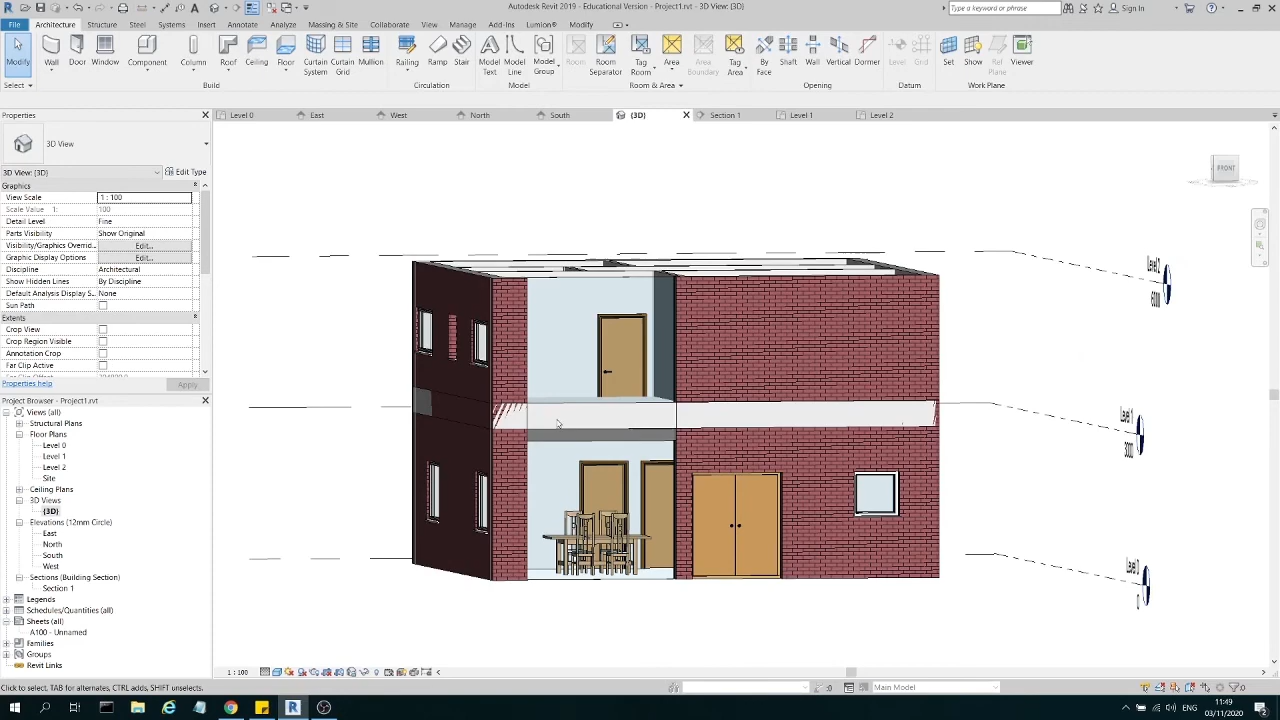 Autodesk Revit 2019 - Educational Version - Project1.rvt - 3D View: {3D}
Type a keyword or phrase
Sign In
File Architecture Structure Steel Systems Insert Annotate Analyze Massing & Site Collaborate View Manage Add-Ins Lumion® Modify
Modify Wall Door Window Component Column Roof Ceiling Floor Curtain System Curtain Grid Mullion Railing Ramp Stair Model Text Model Line Model Group Room Room Separator Tag Room Area Area Boundary Tag Area By Face Shaft Wall Vertical Dormer Level Grid Set Show Ref Plane Viewer
Select Build Circulation Model Room & Area Opening Datum Work Plane
Properties
Level 0 East West North South {3D} Section 1 Level 1 Level 2
3D View
3D View: {3D} Edit Type
Graphics
View Scale 1 : 100
Scale Value 1: 100
Detail Level Fine
Parts Visibility Show Original
Visibility/Graphics Overrid... Edit...
Graphic Display Options Edit...
Discipline Architectural
Show Hidden Lines By Discipline
Default Analysis Display S... None
Sun Path
Extents
Crop View
Crop Region Visible
Annotation Crop
Far Clip Active
Properties help Apply
FRONT
Level 2
6000
Level 1
3000
0
Views (all)
Structural Plans
Floor Plans
Level 0
Level 1
Level 2
Site
Ceiling Plans
3D Views
{3D}
Elevations (12mm Circle)
East
North
South
West
Sections (Building Section)
Section 1
Legends
Schedules/Quantities (all)
Sheets (all)
A100 - Unnamed
Families
Groups
Revit Links
1 : 100
Click to select, TAB for alternates, CTRL adds, SHIFT unselects.
:0
Main Model
:0
ENG
11:49
03/11/2020
2